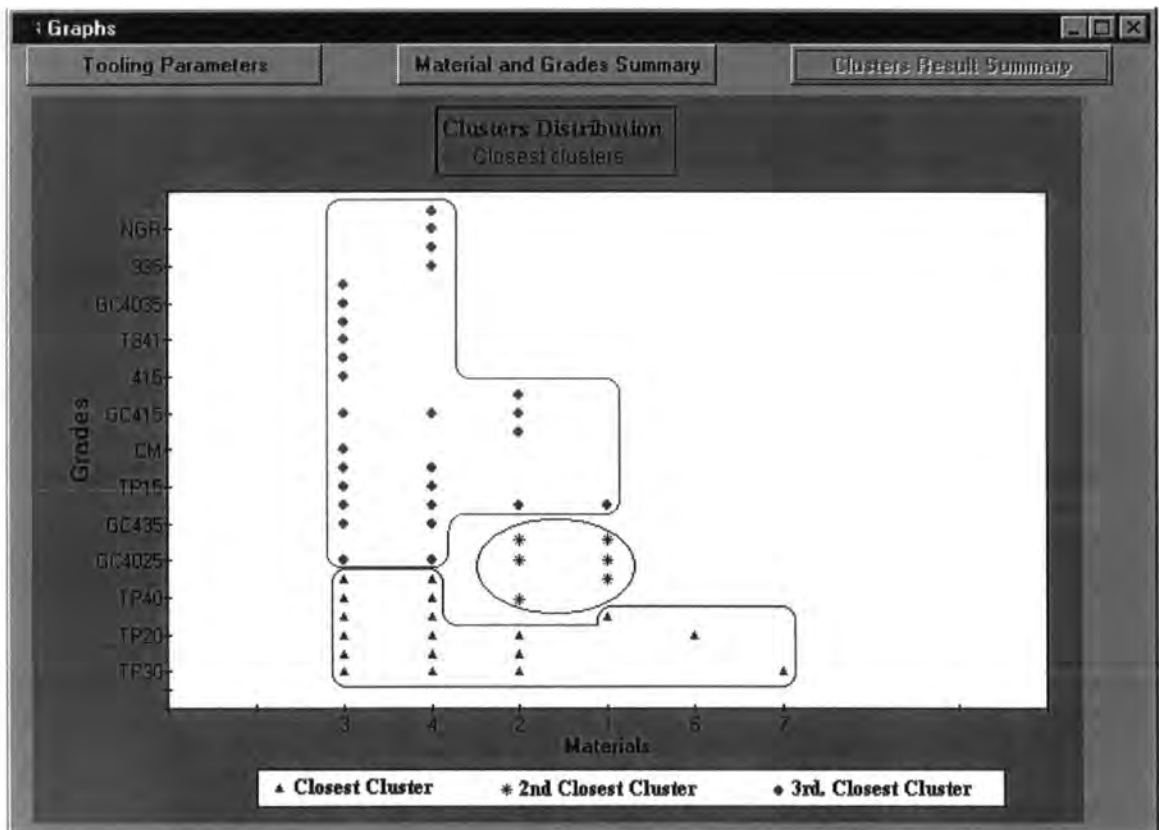 Graphs
Tooling Parameters
Material and Grades Summary
Clusters Result Summary
Clusters Distribution
Closest clusters
Grades
NGR
935
GC4035
T841
415
GC415
CM
TP15
GC435
GC4025
TP40
TP20
TP30
3 4 2 1 6 7
Materials
Closest Cluster
2nd Closest Cluster
3rd. Closest Cluster